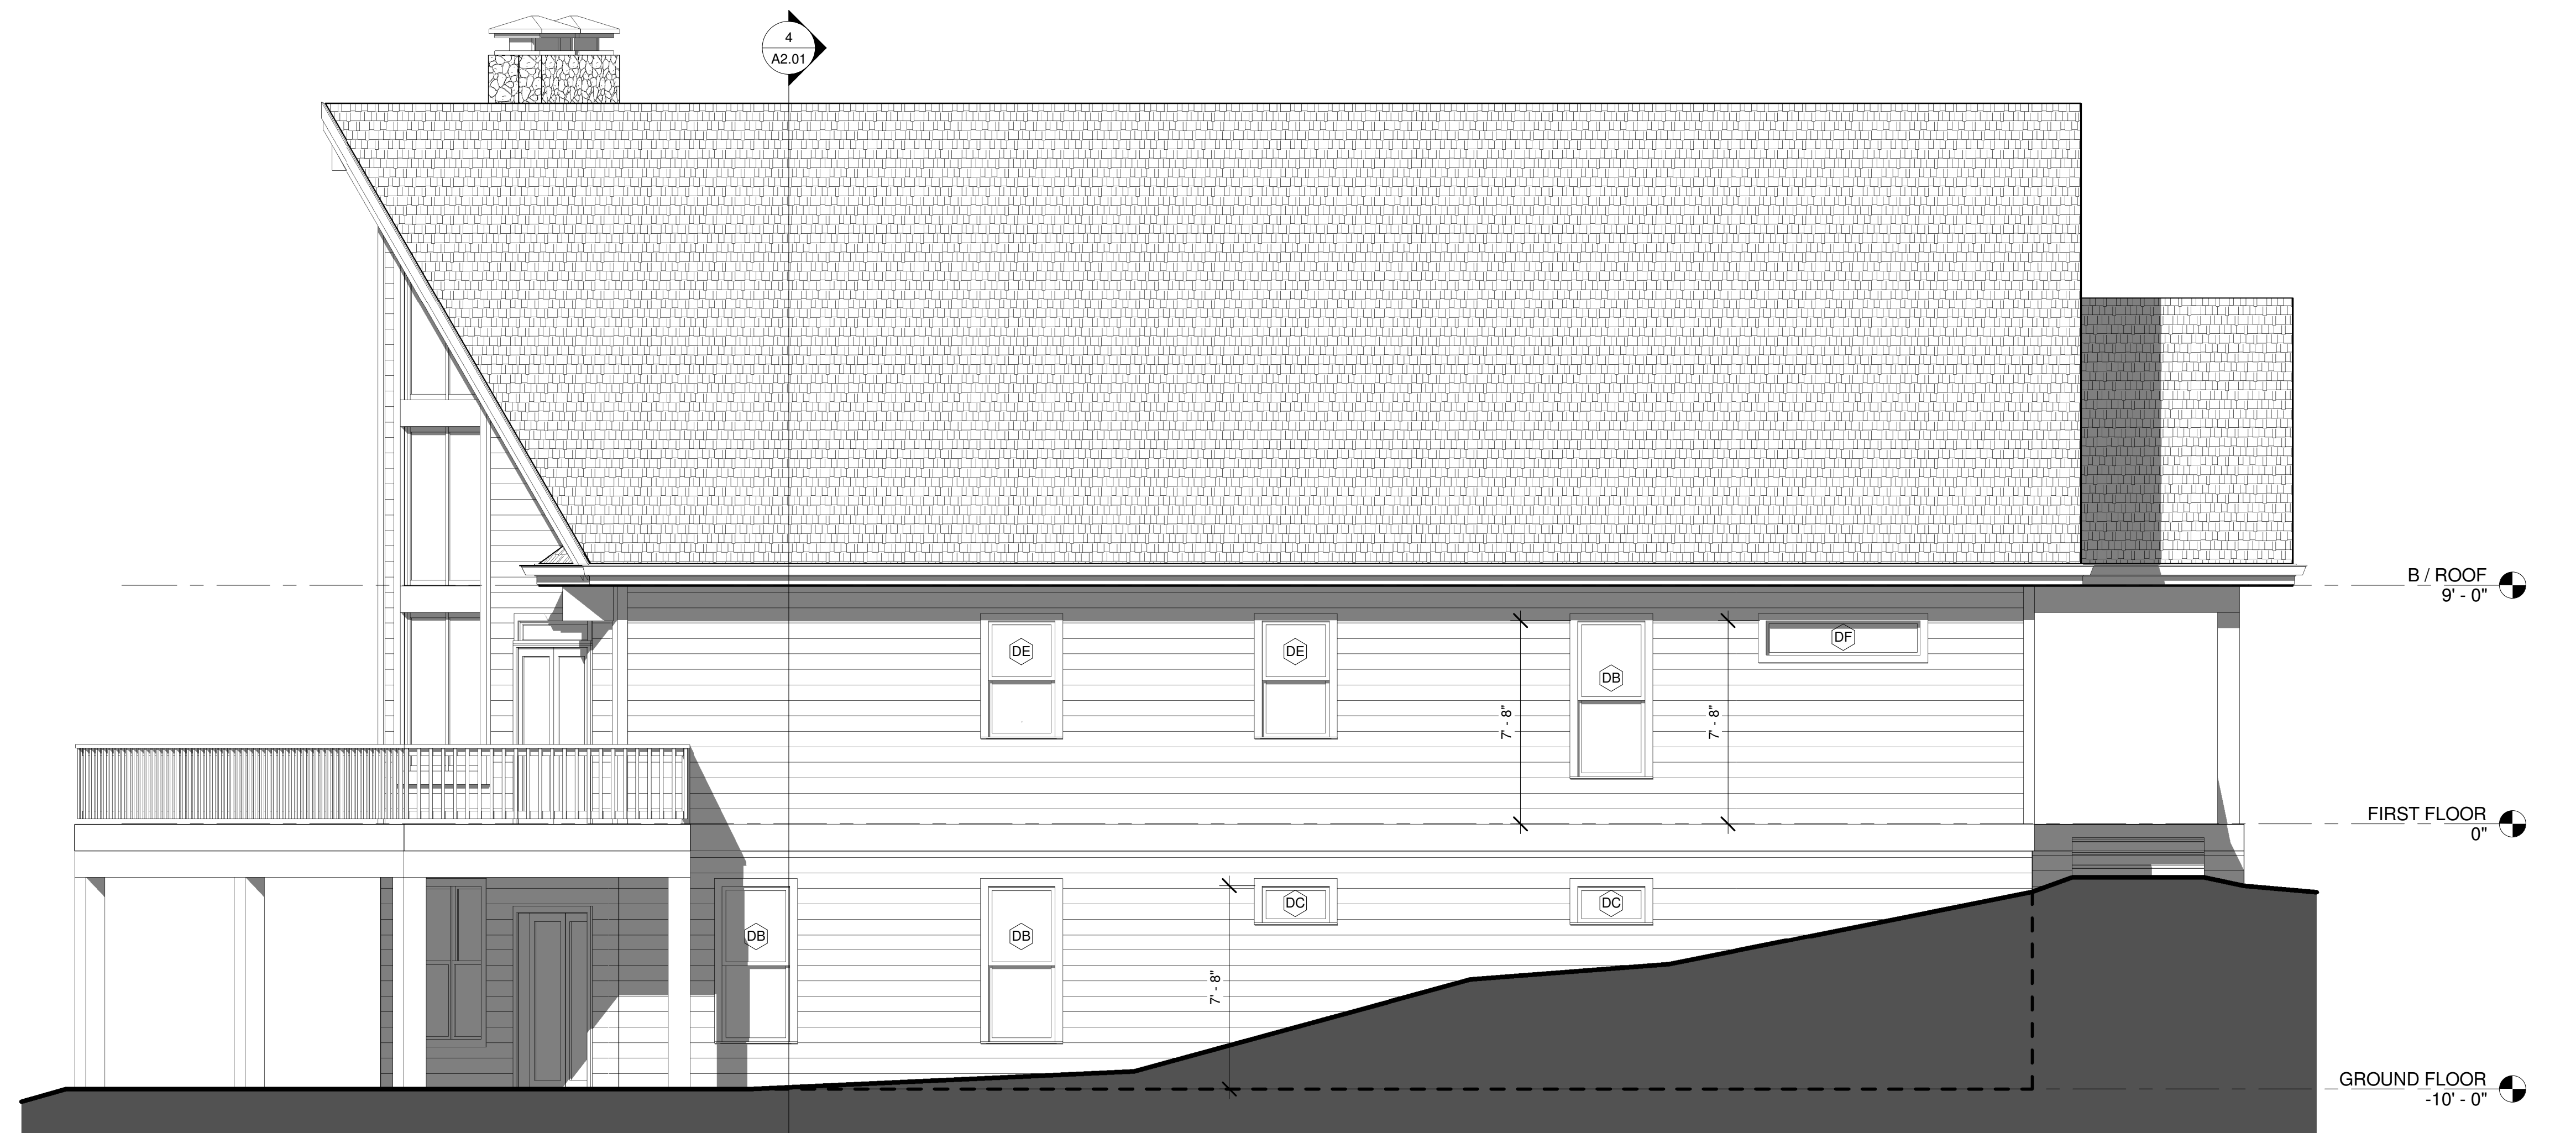 4
A2.01
B / ROOF
9' - 0"
DE
DE
DB
DF
7' - 8"
7' - 8"
FIRST FLOOR
0"
DC
DC
DB
DB
7' - 8"
GROUND FLOOR
-10' - 0"